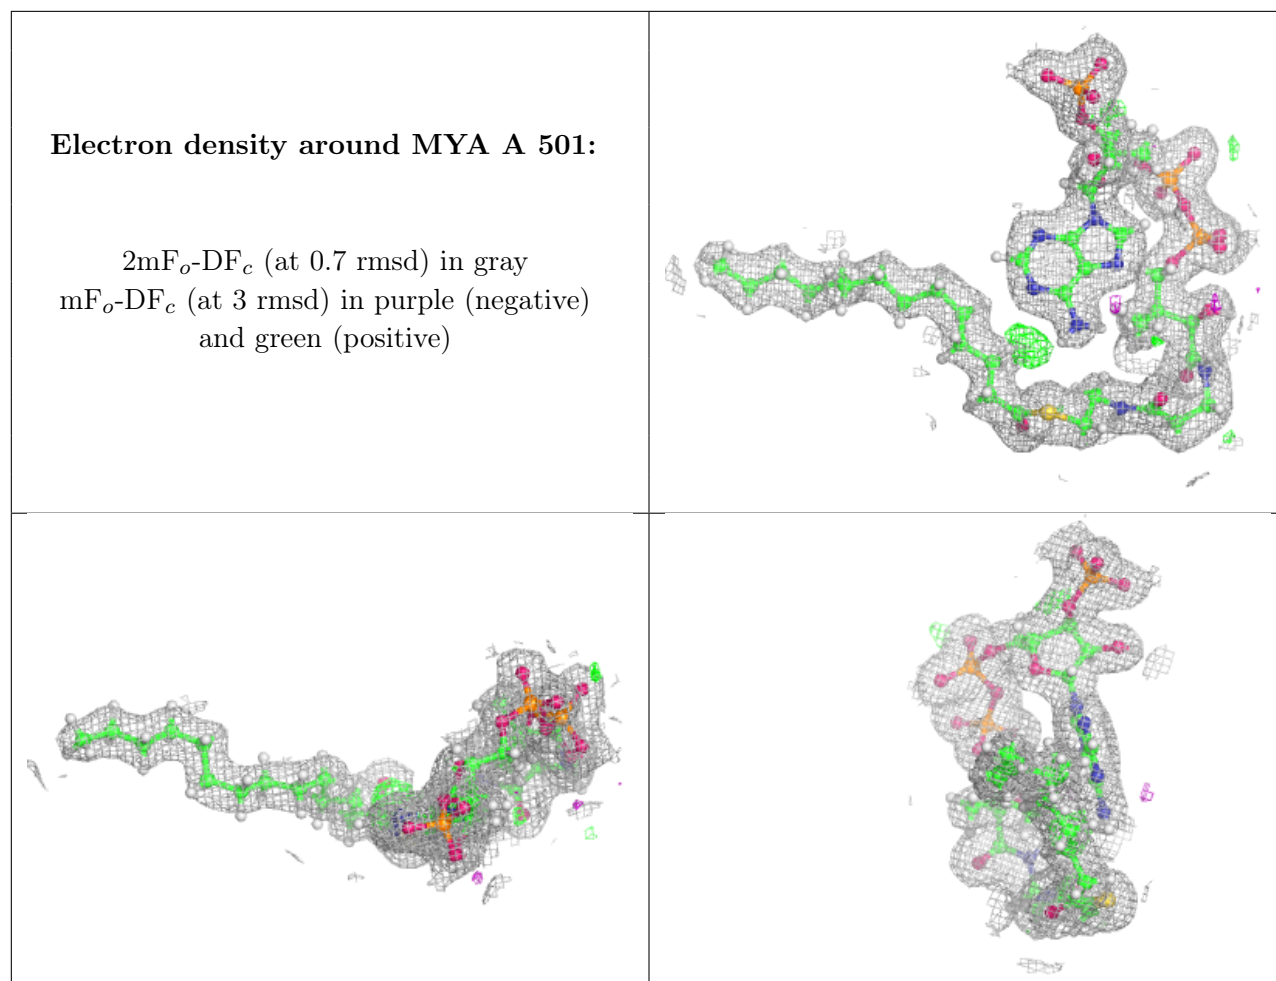 Electron density around MYA A 501:
2mFo-DFc (at 0.7 rmsd) in gray
mFo-DFc (at 3 rmsd) in purple (negative)
and green (positive)